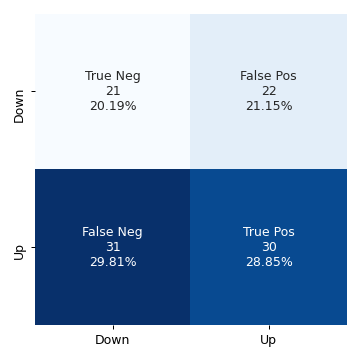 True Neg
21
20.19%
False Pos
22
21.15%
Down
False Neg
31
29.81%
True Pos
30
28.85%
Up
Down
Up